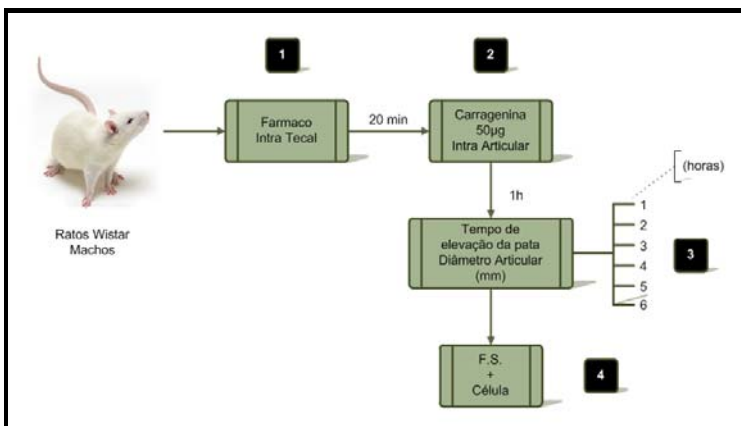 1
2
Farmaco
Intra Tecal
20 min
Carragenina
50µg
Intra Articular
(horas)
Ratos Wistar
Machos
1h
Tempo de
elevação da pata
Diâmetro Articular
(mm)
1
2
3
4
5
6
3
F.S.
+
Célula
4